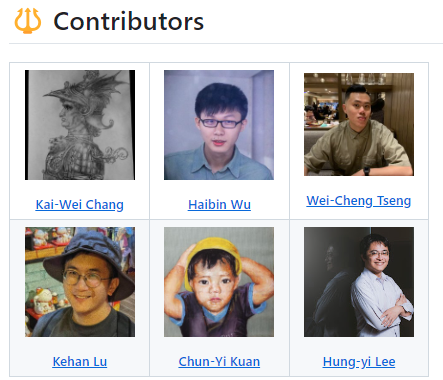 Contributors
Kai-Wei Chang
Haibin Wu
Wei-Cheng Tseng
Kehan Lu
Chun-Yi Kuan
Hung-yi Lee